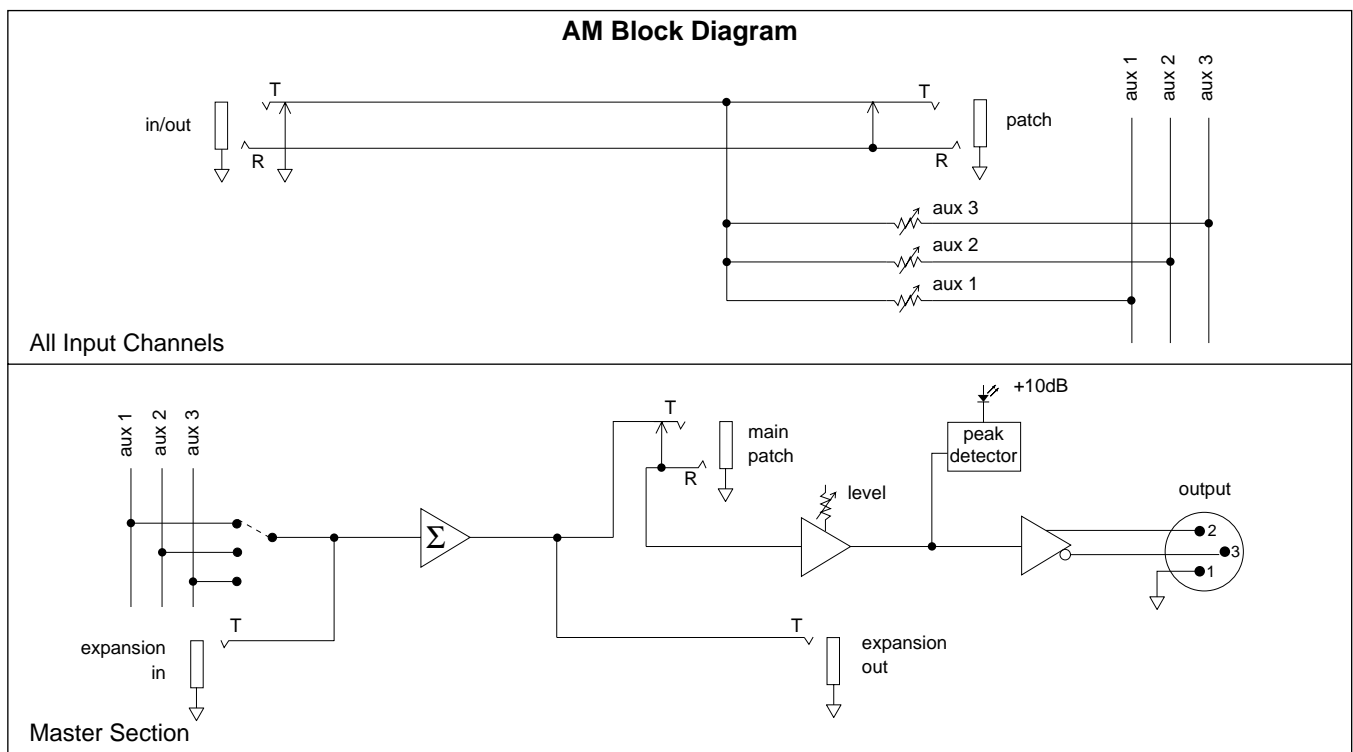 AM Block Diagram
aux 1
aux 2
aux 3
T
T
in/out
patch
R
R
aux 3
aux 2
aux 1
All Input Channels
aux 1
aux 2
aux 3
T
main
patch
R
+10dB
peak
detector
level
output
2
3
1
Σ
T
expansion
in
T
expansion
out
Master Section